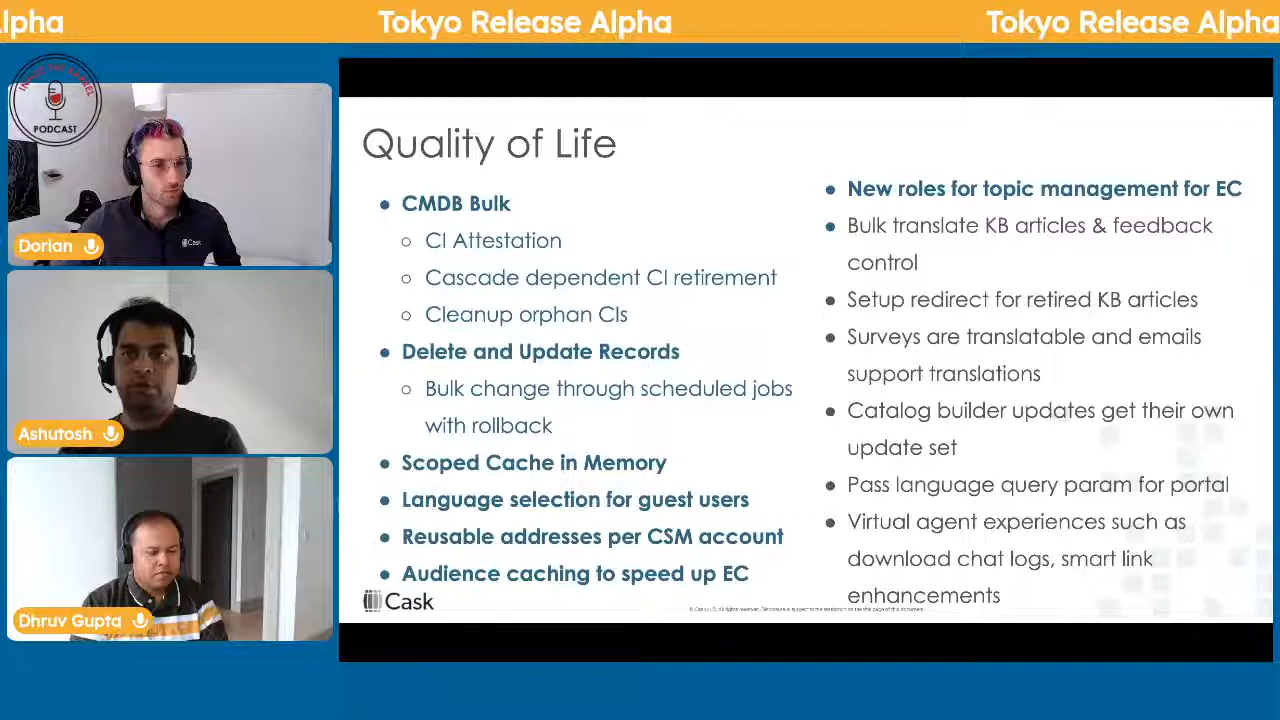 lpha
Tokyo Release Alpha
Tokyo Release Alpha
INSIDE THE BARREL
PODCAST
Cask
Dorian
Ashutosh
Dhruv Gupta
Quality of Life
● CMDB Bulk
○ CI Attestation
○ Cascade dependent CI retirement
○ Cleanup orphan CIs
● Delete and Update Records
○ Bulk change through scheduled jobs
with rollback
● Scoped Cache in Memory
● Language selection for guest users
● Reusable addresses per CSM account
● Audience caching to speed up EC
● New roles for topic management for EC
● Bulk translate KB articles & feedback
control
● Setup redirect for retired KB articles
● Surveys are translatable and emails
support translations
● Catalog builder updates get their own
update set
● Pass language query param for portal
● Virtual agent experiences such as
download chat logs, smart link
enhancements
Cask